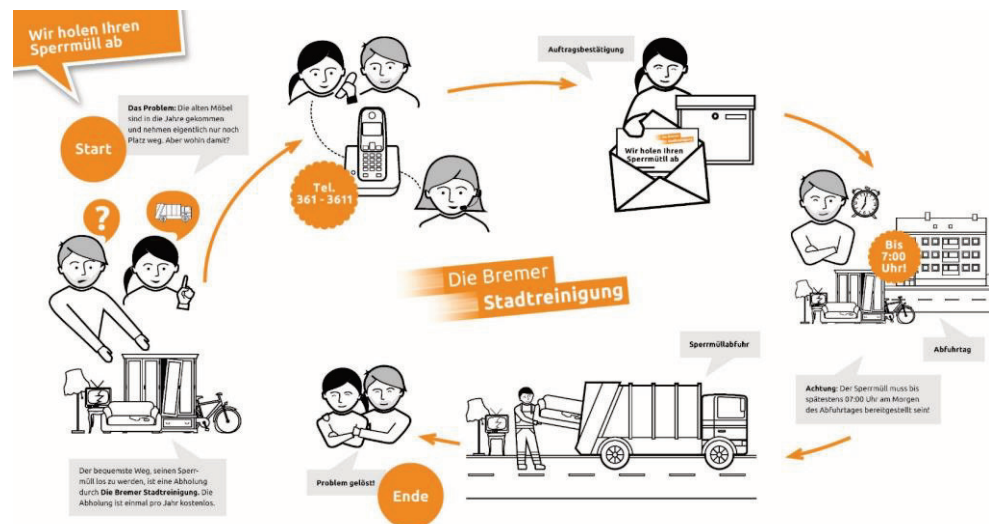 Wir holen Ihren
Sperrmüll ab
Start
Das Problem: Die alten Möbel
sind in die Jahre gekommen
und nehmen eigentlich nur noch
Platz weg. Aber wohin damit?
?
Der bequemste Weg, seinen Sperr-
müll los zu werden, ist eine Abholung
durch Die Bremer Stadtreinigung. Die
Abholung ist einmal pro Jahr kostenlos.
Tel.
361 - 3611
Auftragsbestätigung
Wir holen Ihren
Sperrmütll ab
Bis
7:00
Uhr!
Abfuhrtag
Achtung: Der Sperrmüll muss bis
spätestens 07:00 Uhr am Morgen
des Abfuhrtages bereitgestellt sein!
Die Bremer
Stadtreinigung
Sperrmüllabfuhr
Problem gelöst!
Ende